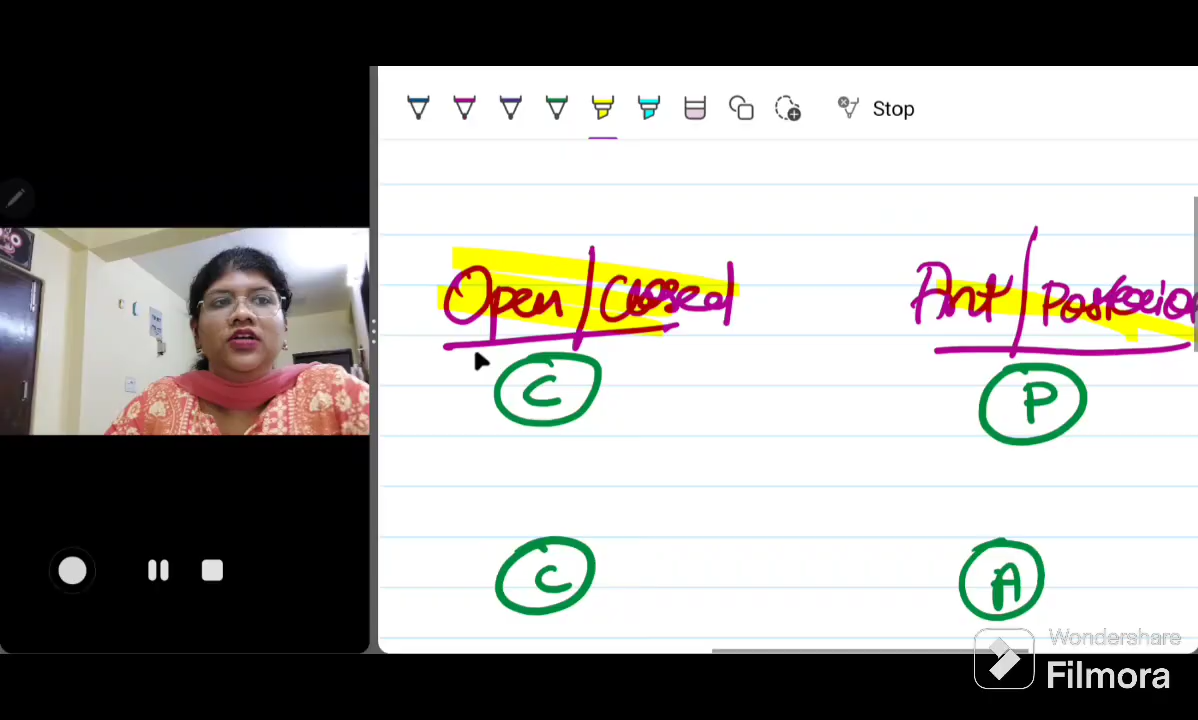 Stop
Open / Closed Ant / Posterior
C P
C A
Wondershare
Filmora